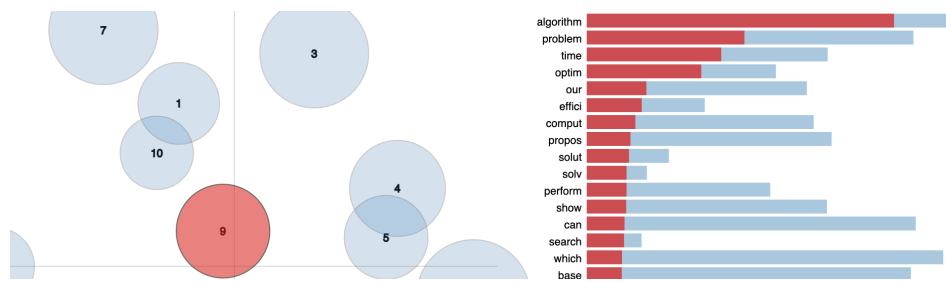 7
3
1
10
4
9
5
algorithm
problem
time
optim
our
effici
comput
propos
solut
solv
perform
show
can
search
which
base